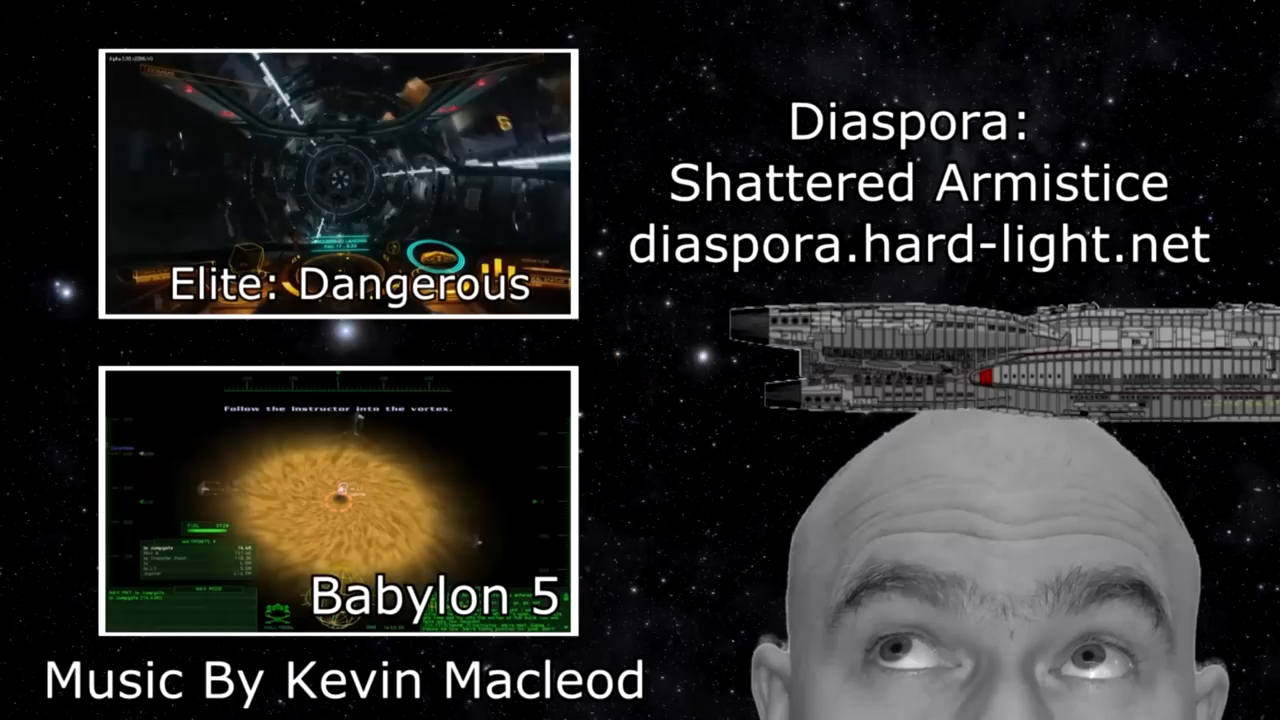 Elite: Dangerous
Diaspora:
Shattered Armistice
diaspora.hard-light.net
Follow the Instructor into the vortex.
Babylon 5
Music By Kevin Macleod